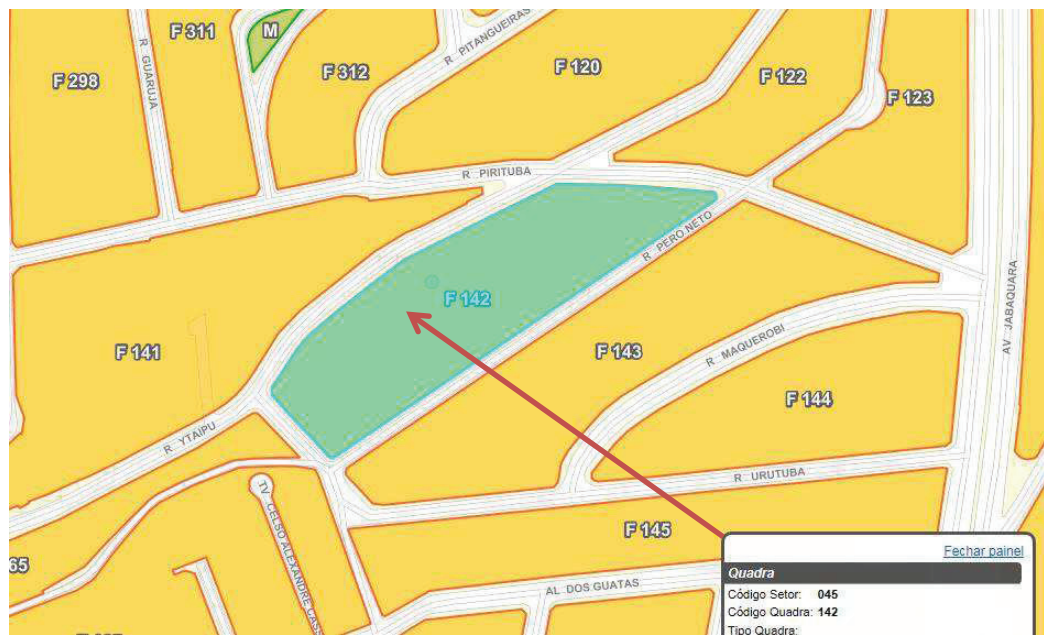 F 311
M
R GUARUJA
F 298
F 312
R PITANGUEIRAS
F 120
F 122
F 123
R PIRITUBA
R PERO NETO
F 142
AV JABAQUARA
F 141
F 143
R MAQUEROBI
F 144
R YTAIPU
R URUTUBA
TV CELSO ALEXANDRE CAS
F 145
65
AL DOS GUATAS
Fechar painel
Quadra
Código Setor: 045
Código Quadra: 142
Tipo Quadra: